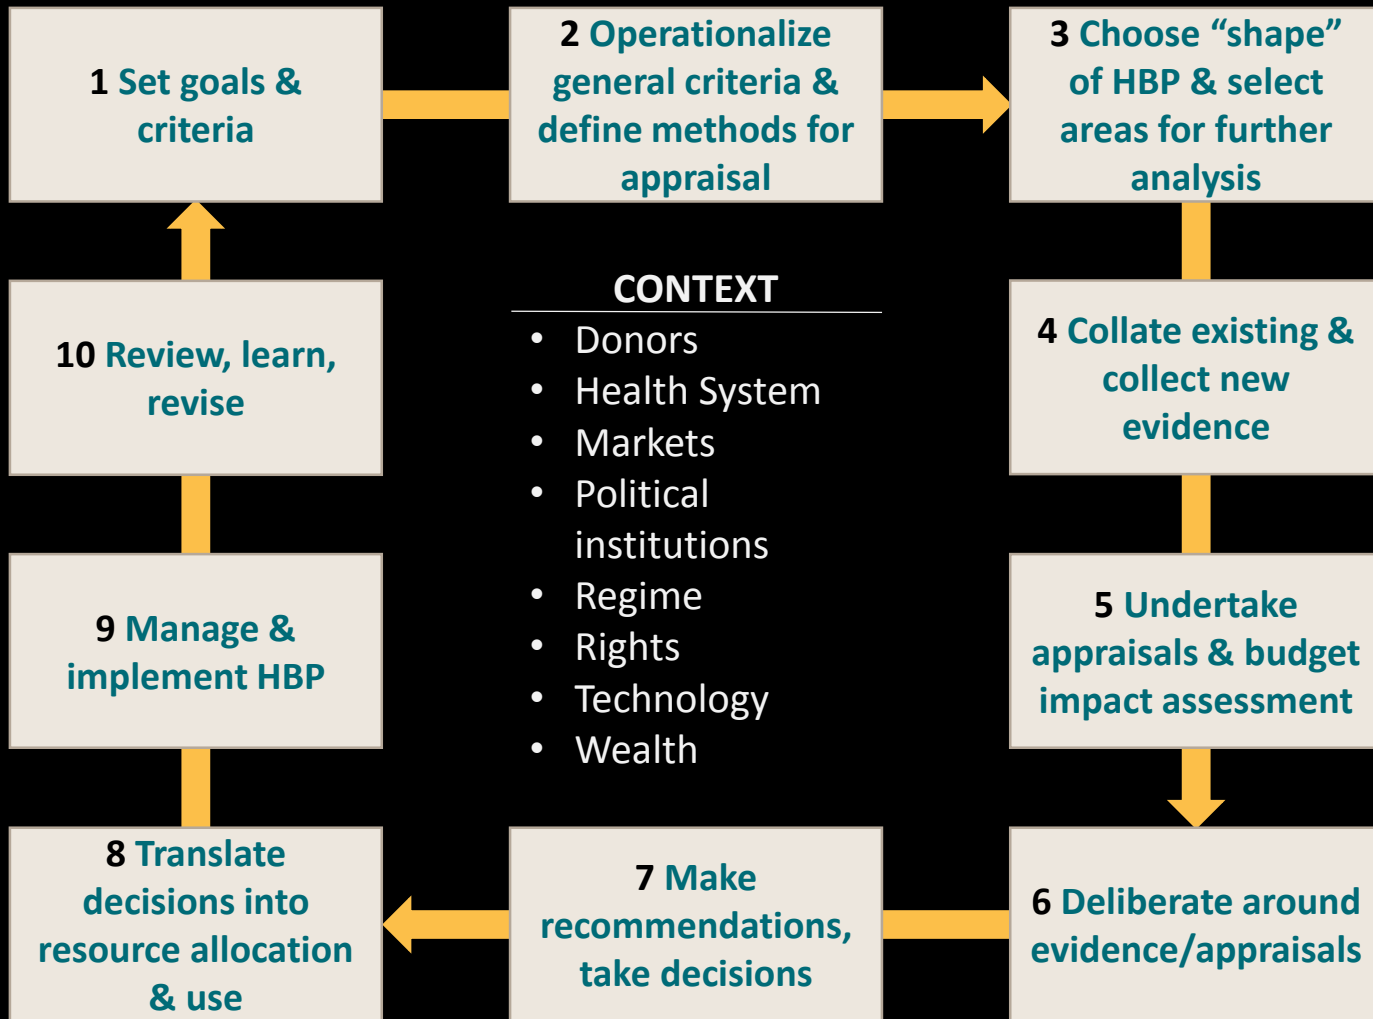 1 Set goals &
criteria
2 Operationalize
general criteria &
define methods for
appraisal
3 Choose “shape”
of HBP & select
areas for further
analysis
4 Collate existing &
collect new
evidence
5 Undertake
appraisals & budget
impact assessment
6 Deliberate around
evidence/appraisals
7 Make
recommendations,
take decisions
8 Translate
decisions into
resource allocation
& use
9 Manage &
implement HBP
10 Review, learn,
revise
CONTEXT
• Donors
• Health System
• Markets
• Political
institutions
• Regime
• Rights
• Technology
• Wealth